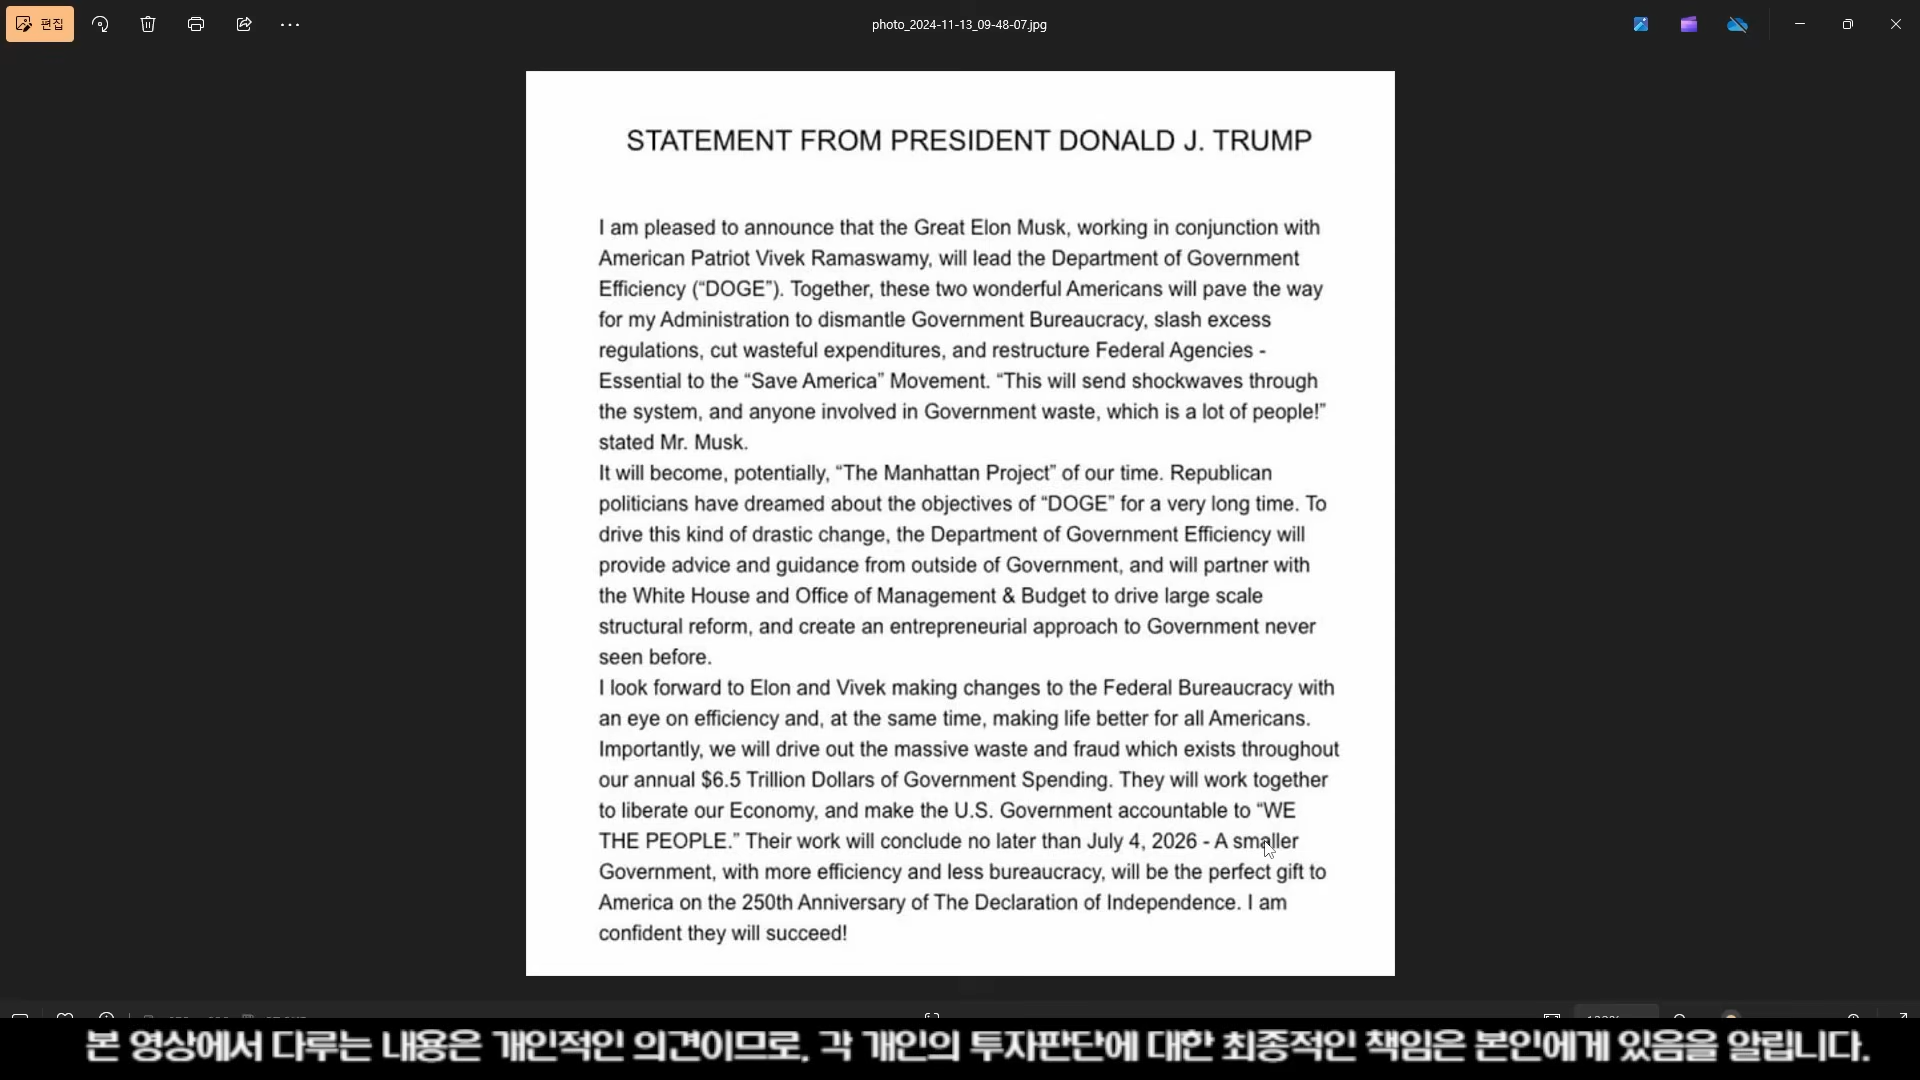 편집
photo_2024-11-13_09-48-07.jpg
STATEMENT FROM PRESIDENT DONALD J. TRUMP
I am pleased to announce that the Great Elon Musk, working in conjunction with
American Patriot Vivek Ramaswamy, will lead the Department of Government
Efficiency (“DOGE”). Together, these two wonderful Americans will pave the way
for my Administration to dismantle Government Bureaucracy, slash excess
regulations, cut wasteful expenditures, and restructure Federal Agencies -
Essential to the “Save America” Movement. “This will send shockwaves through
the system, and anyone involved in Government waste, which is a lot of people!”
stated Mr. Musk.
It will become, potentially, “The Manhattan Project” of our time. Republican
politicians have dreamed about the objectives of “DOGE” for a very long time. To
drive this kind of drastic change, the Department of Government Efficiency will
provide advice and guidance from outside of Government, and will partner with
the White House and Office of Management & Budget to drive large scale
structural reform, and create an entrepreneurial approach to Government never
seen before.
I look forward to Elon and Vivek making changes to the Federal Bureaucracy with
an eye on efficiency and, at the same time, making life better for all Americans.
Importantly, we will drive out the massive waste and fraud which exists throughout
our annual $6.5 Trillion Dollars of Government Spending. They will work together
to liberate our Economy, and make the U.S. Government accountable to “WE
THE PEOPLE.” Their work will conclude no later than July 4, 2026 - A smaller
Government, with more efficiency and less bureaucracy, will be the perfect gift to
America on the 250th Anniversary of The Declaration of Independence. I am
confident they will succeed!
본 영상에서 다루는 내용은 개인적인 의견이므로, 각 개인의 투자판단에 대한 최종적인 책임은 본인에게 있음을 알립니다.